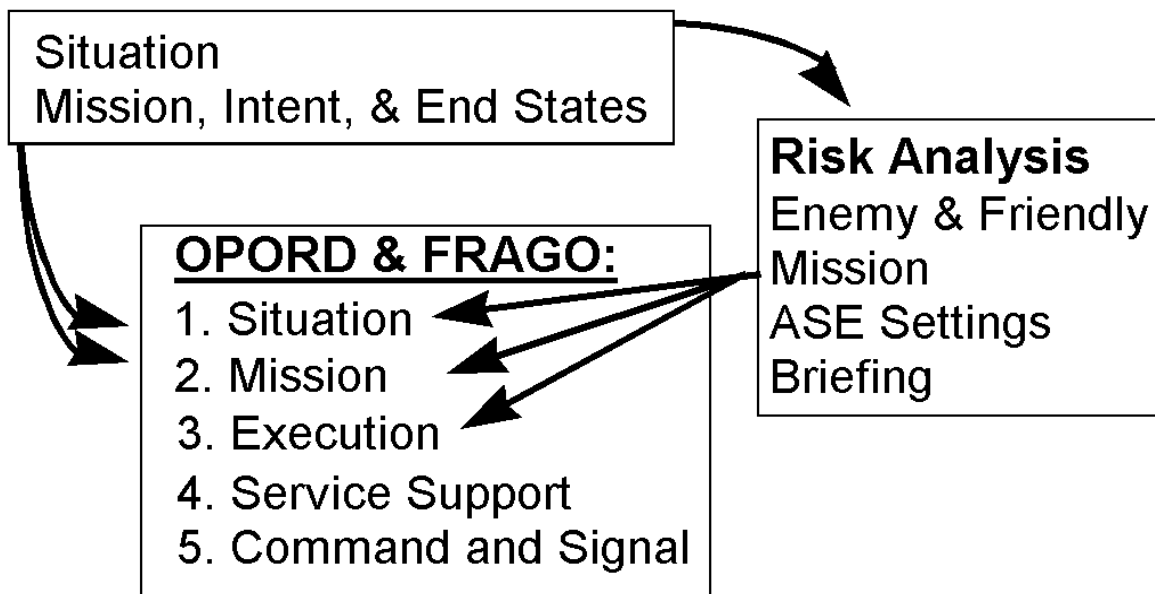 Situation
Mission, Intent, & End States
Risk Analysis
Enemy & Friendly
Mission
ASE Settings
Briefing
OPORD & FRAGO:
1. Situation
2. Mission
3. Execution
4. Service Support
5. Command and Signal